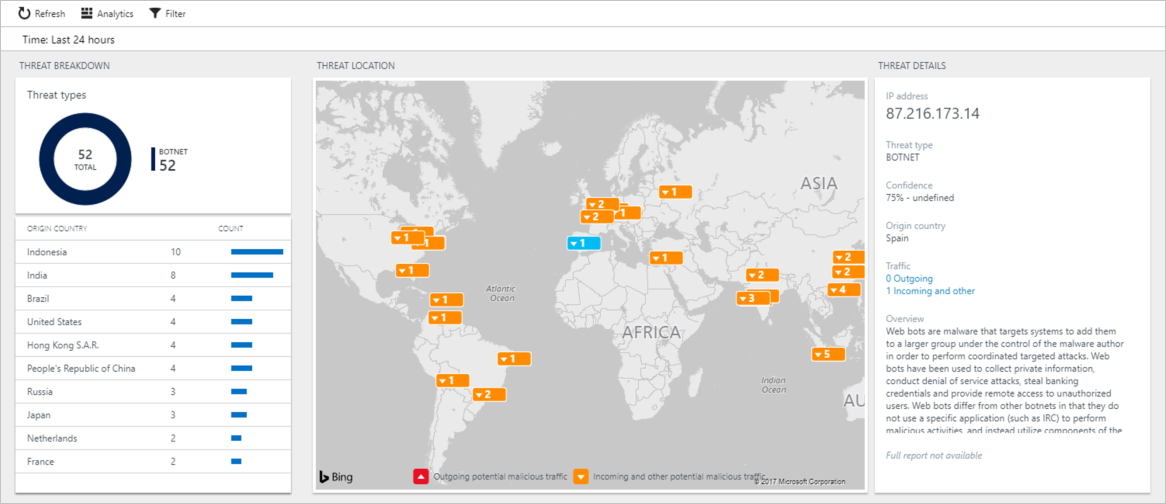 Refresh Analytics Filter
Time: Last 24 hours
THREAT BREAKDOWN
Threat types
52
TOTAL
BOTNET
52
ORIGIN COUNTRY COUNT
Indonesia 10
India 8
Brazil 4
United States 4
Hong Kong S.A.R. 4
People's Republic of China 4
Russia 3
Japan 3
Netherlands 2
France 2
THREAT LOCATION
ASIA
1
2
2
1
1
1
1
1
1
2
2
2
4
3
1
1
Atlantic
Ocean
AFRICA
5
1
1
2
Indian
Ocean
AU
Bing
Outgoing potential malicious traffic
Incoming and other potential malicious traffic
© 2017 Microsoft Corporation
THREAT DETAILS
IP address
87.216.173.14
Threat type
BOTNET
Confidence
75% - undefined
Origin country
Spain
Traffic
0 Outgoing
1 Incoming and other
Overview
Web bots are malware that targets systems to add them
to a larger group under the control of the malware author
in order to perform coordinated targeted attacks. Web
bots have been used to collect private information,
conduct denial of service attacks, steal banking
credentials and provide remote access to unauthorized
users. Web bots differ from other botnets in that they do
not use a specific application (such as IRC) to perform
malicious activities, and instead utilize components of the
Full report not available